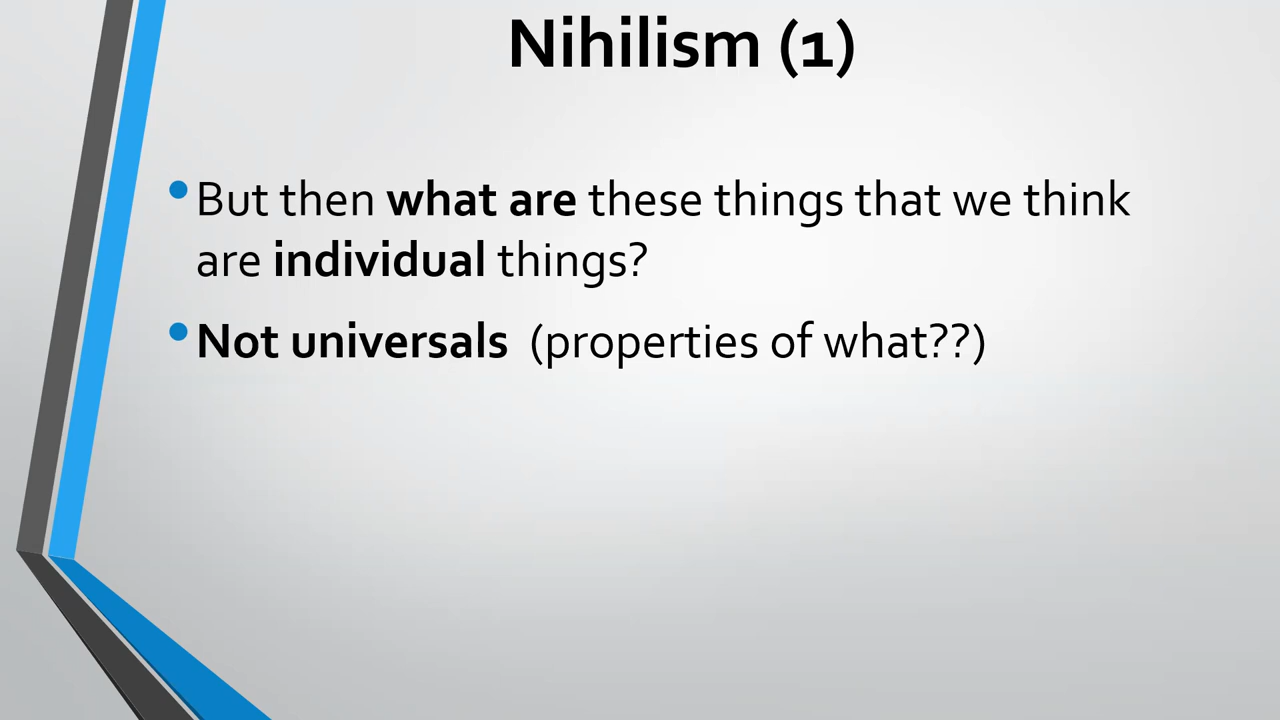 Nihilism (1)
But then what are these things that we think
are individual things?
Not universals (properties of what??)